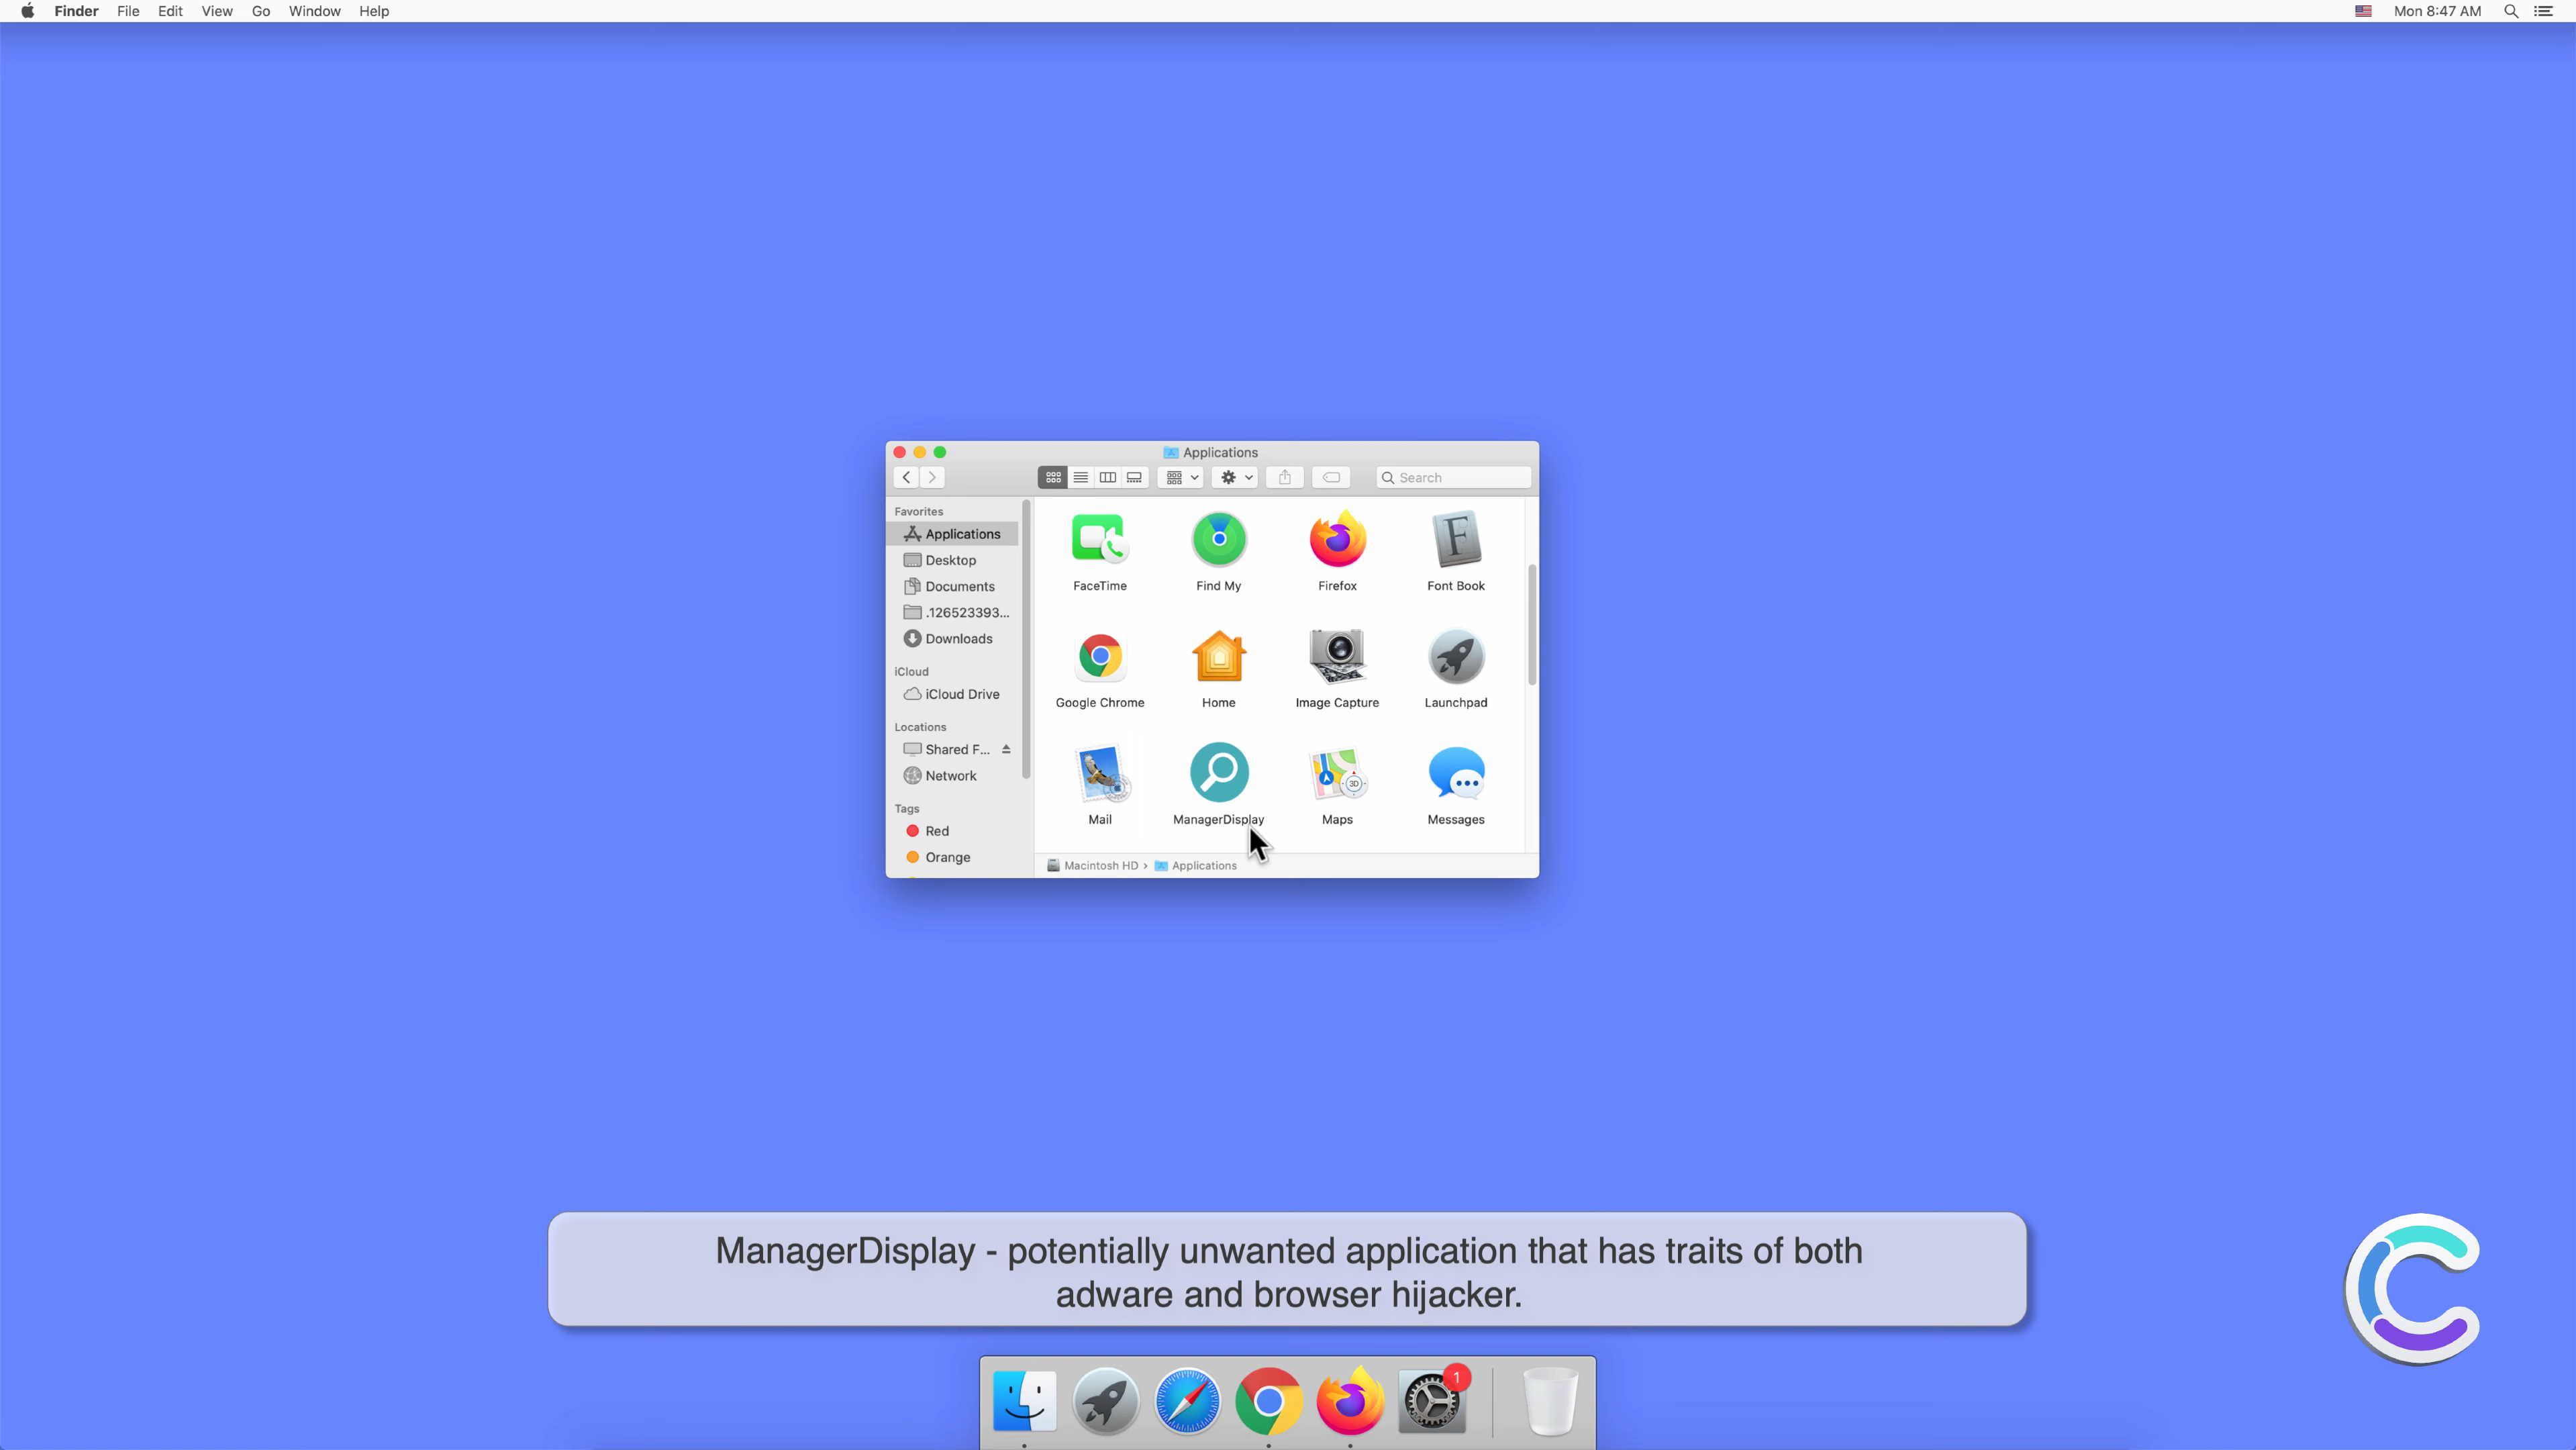 Finder File Edit View Go Window Help
Mon 8:47 AM
Applications
Search
Favorites
Applications
Desktop
Documents
.126523393...
Downloads
iCloud
iCloud Drive
Locations
Shared F...
Network
Tags
Red
Orange
FaceTime Find My Firefox Font Book
Google Chrome Home Image Capture Launchpad
3D
Mail ManagerDisplay Maps Messages
Macintosh HD › Applications
ManagerDisplay - potentially unwanted application that has traits of both
adware and browser hijacker.
1